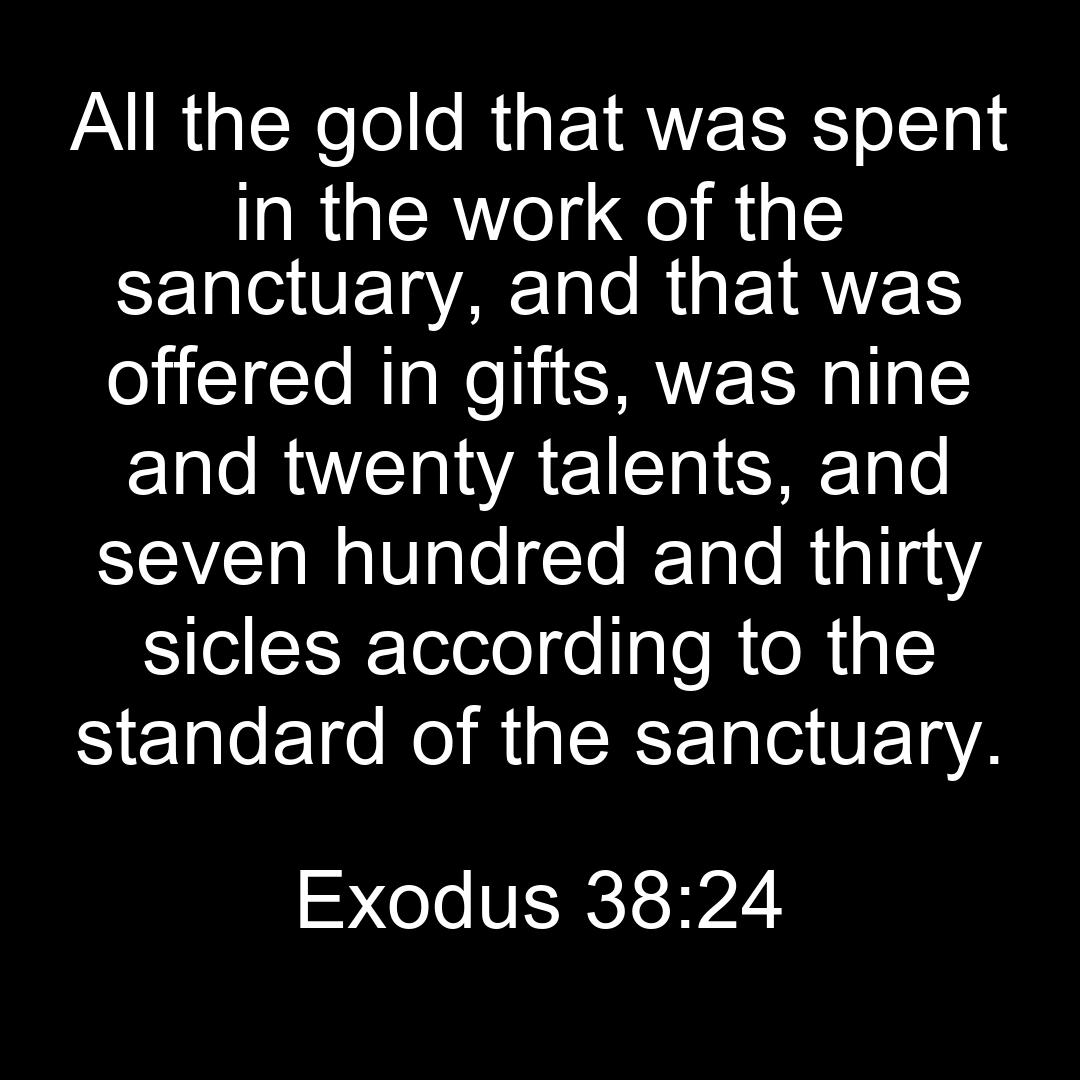 All the gold that was spent
in the work of the
sanctuary, and that was
offered in gifts, was nine
and twenty talents, and
seven hundred and thirty
sicles according to the
standard of the sanctuary.
Exodus 38:24